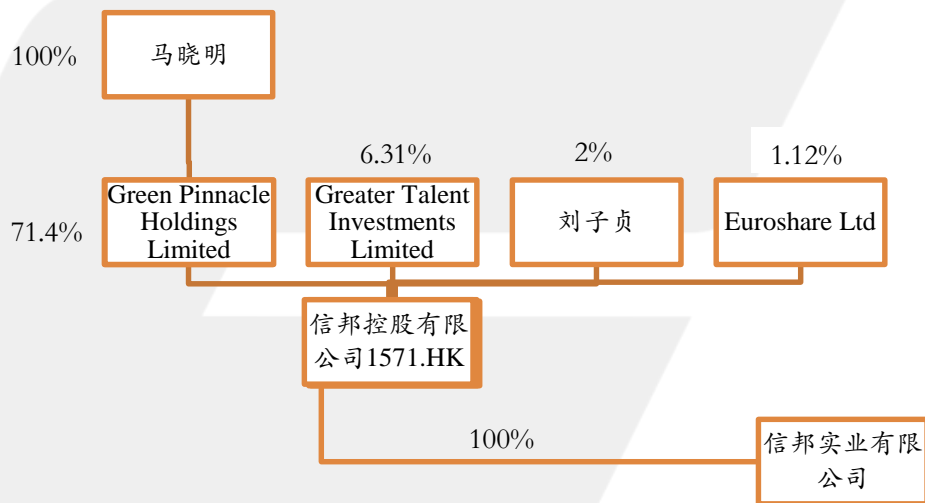 100%
马晓明
6.31%
2%
1.12%
71.4%
Green Pinnacle
Holdings
Limited
Greater Talent
Investments
Limited
刘子贞
Euroshare Ltd
信邦控股有限
公司1571.HK
100%
信邦实业有限
公司